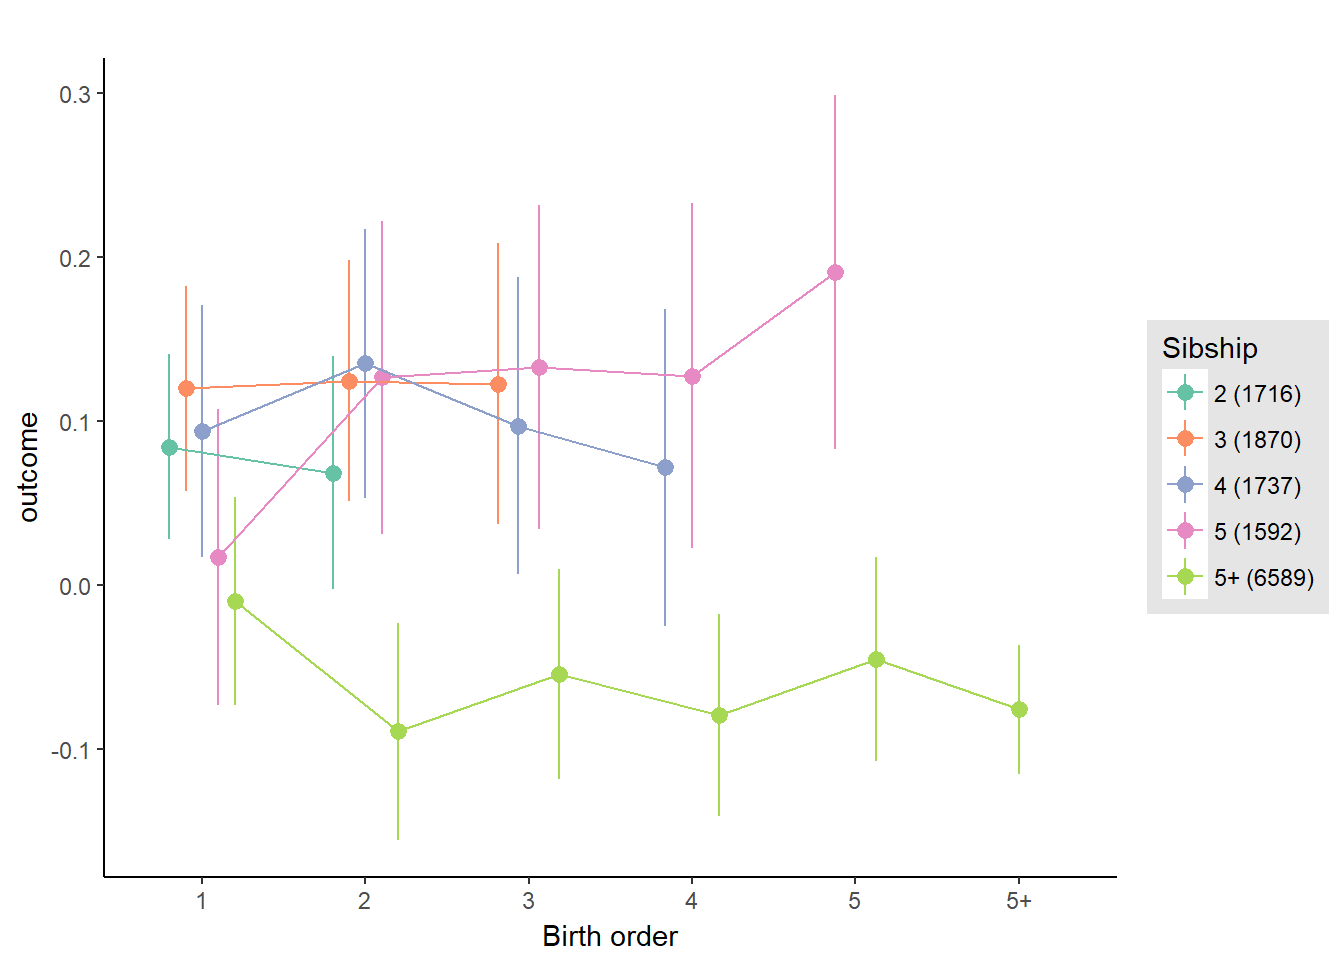 0.3
0.2
0.1
0.0
-0.1
outcome
1 2 3 4 5 5+
Birth order
Sibship
2 (1716)
3 (1870)
4 (1737)
5 (1592)
5+ (6589)